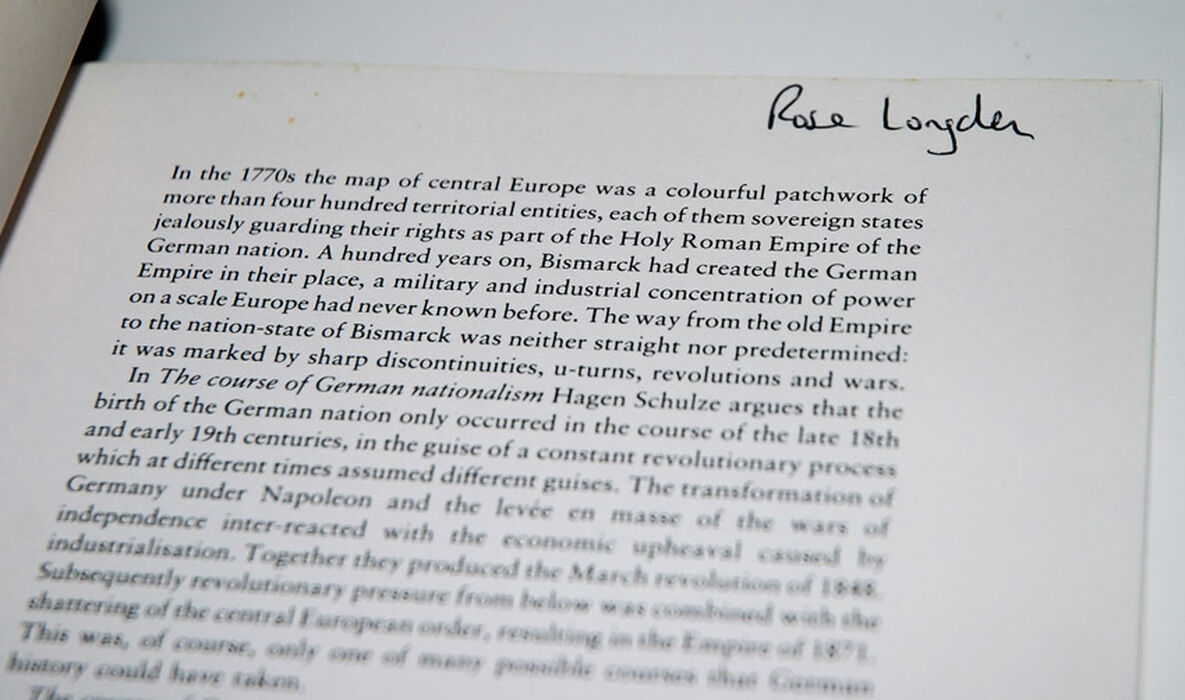 Rose Longden
In the 1770s the map of central Europe was a colourful patchwork of
more than four hundred territorial entities, each of them sovereign states
jealously guarding their rights as part of the Holy Roman Empire of the
German nation. A hundred years on, Bismarck had created the German
Empire in their place, a military and industrial concentration of power
on a scale Europe had never known before. The way from the old Empire
to the nation-state of Bismarck was neither straight nor predetermined:
it was marked by sharp discontinuities, u-turns, revolutions and wars.
In The course of German nationalism Hagen Schulze argues that the
birth of the German nation only occurred in the course of the late 18th
and early 19th centuries, in the guise of a constant revolutionary process
which at different times assumed different guises. The transformation of
Germany under Napoleon and the levée en masse of the wars of
independence inter-reacted with the economic upheaval caused by
industrialisation. Together they produced the March revolution of 1848.
Subsequently revolutionary pressure from below was combined with the
shattering of the central European order, resulting in the Empire of 1871.
This was, of course, only one of many possible courses that German
history could have taken.